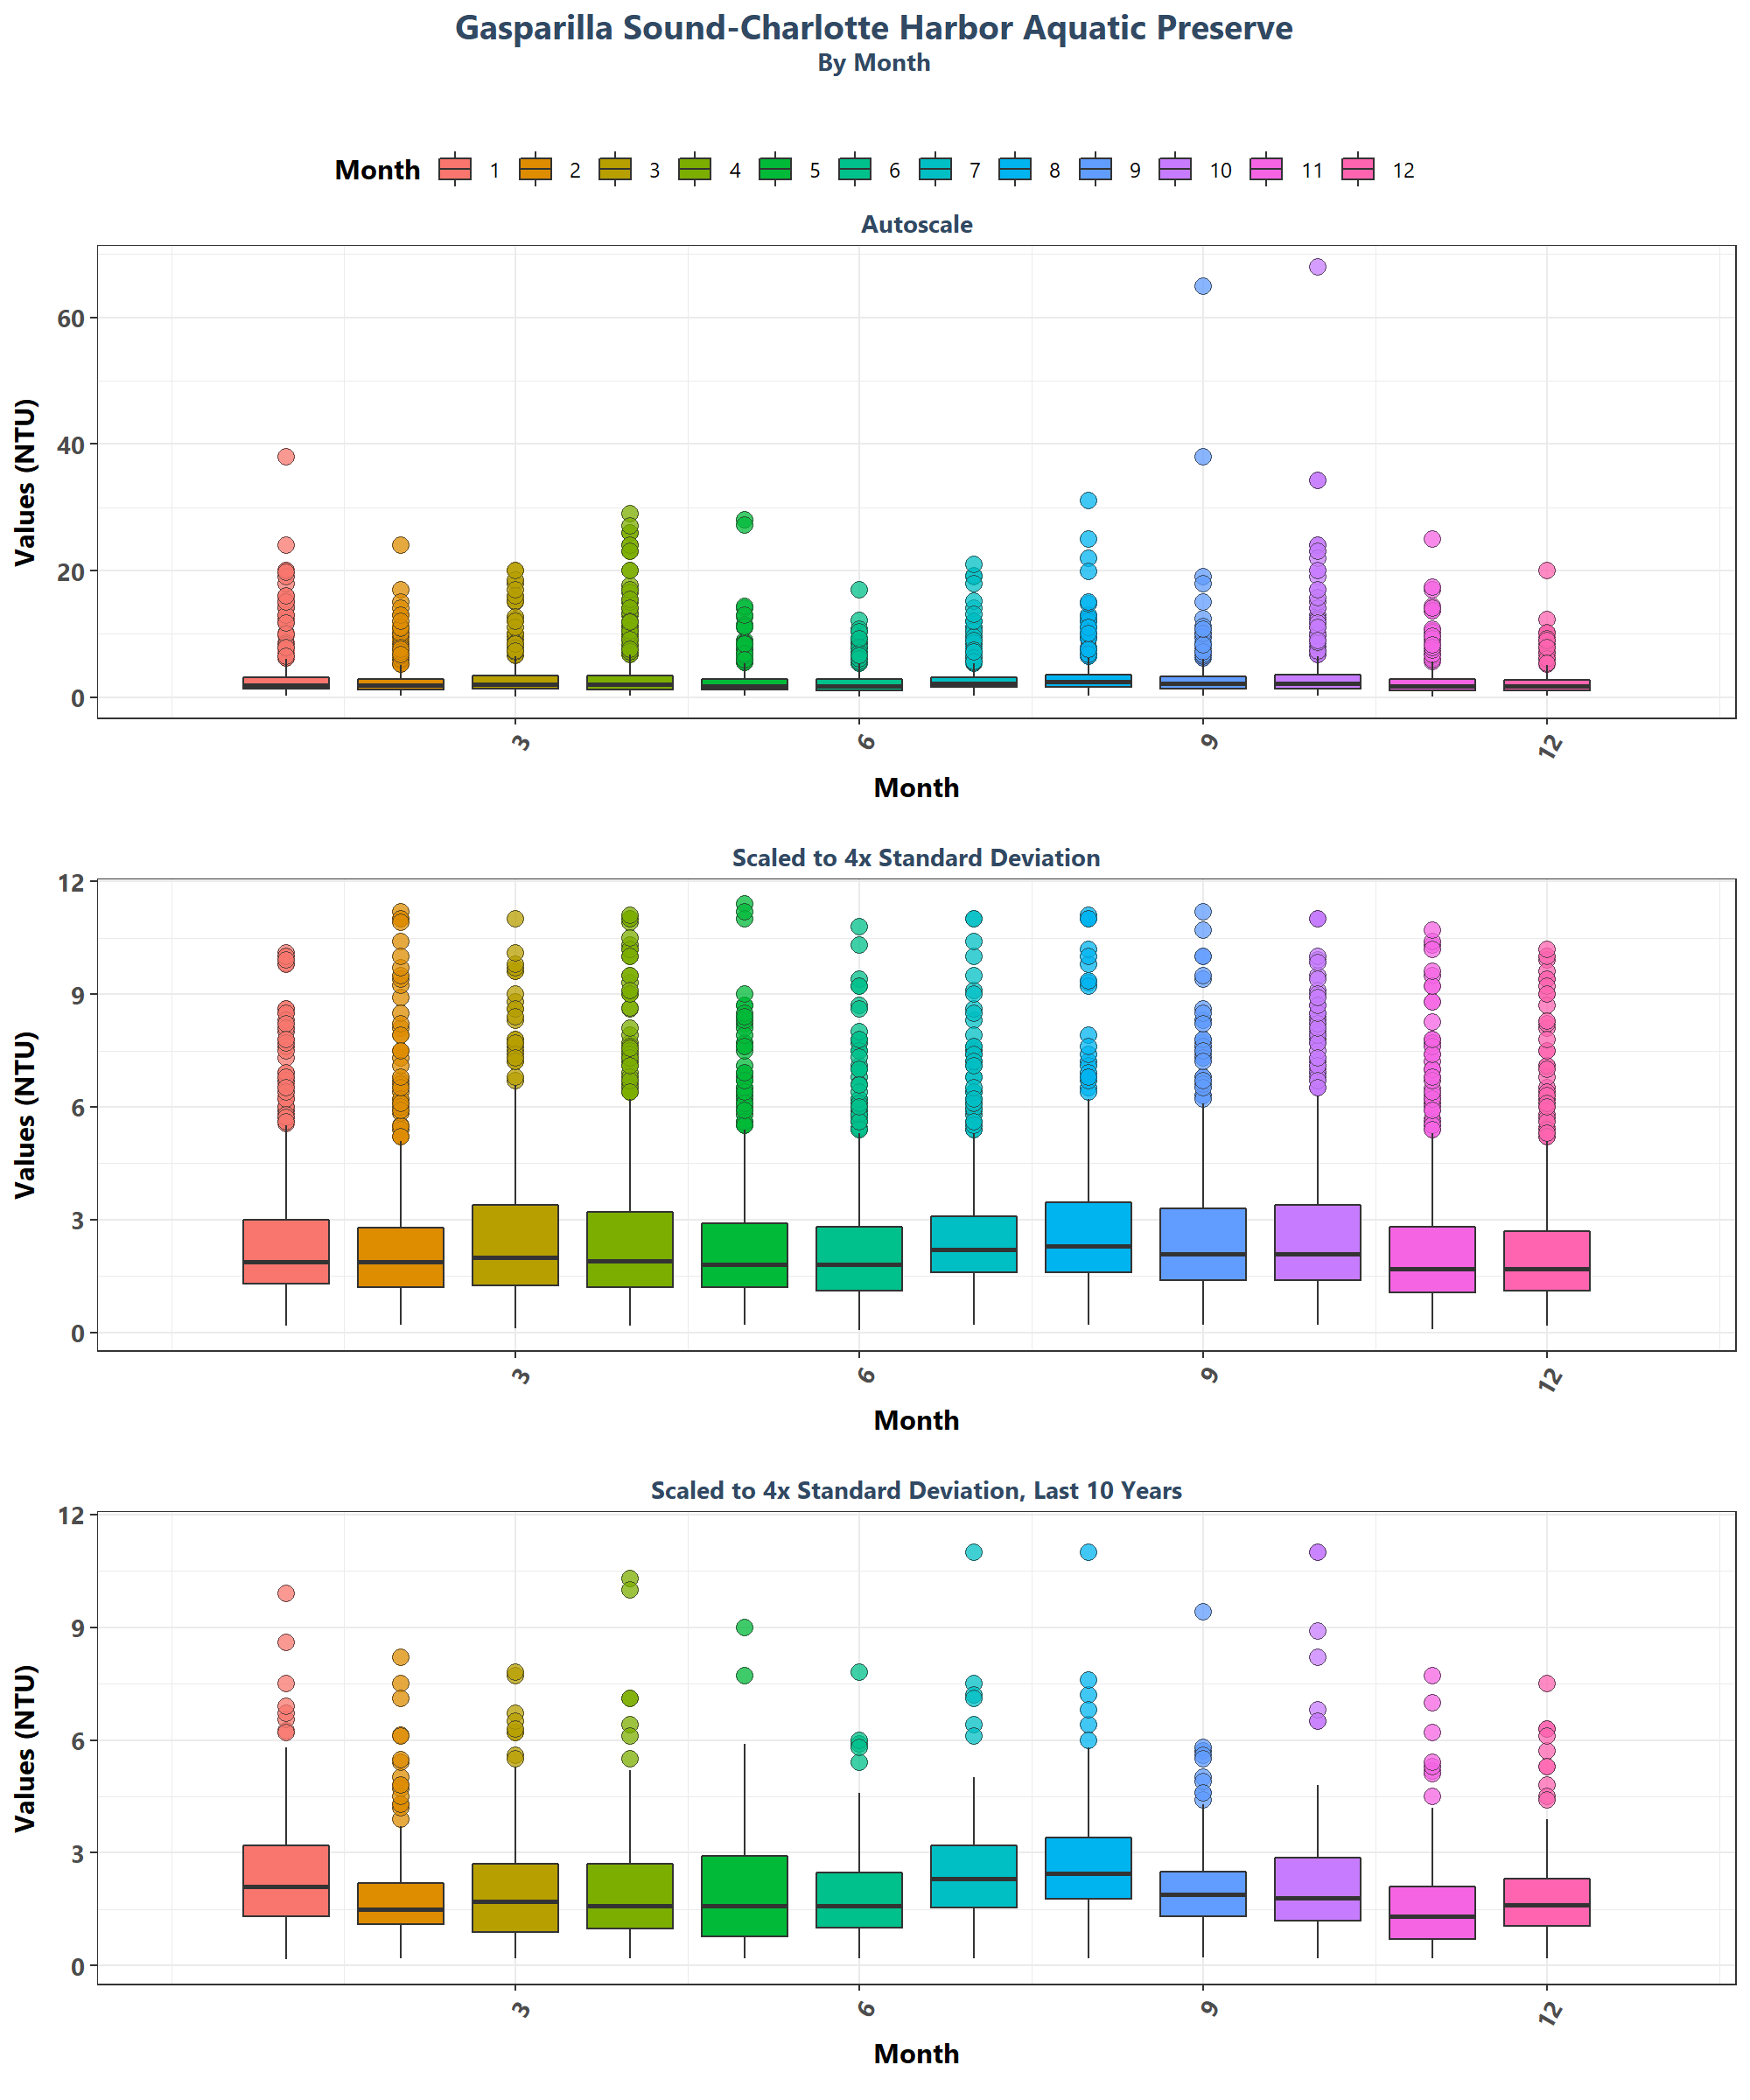 Gasparilla Sound-Charlotte Harbor Aquatic Preserve
By Month
Month 1 2 3 4 5 6 7 8 9 10 11 12
Autoscale
Values (NTU)
60
40
20
0
3 6 9 12
Month
Scaled to 4x Standard Deviation
Values (NTU)
12
9
6
3
0
3 6 9 12
Month
Scaled to 4x Standard Deviation, Last 10 Years
Values (NTU)
12
9
6
3
0
3 6 9 12
Month